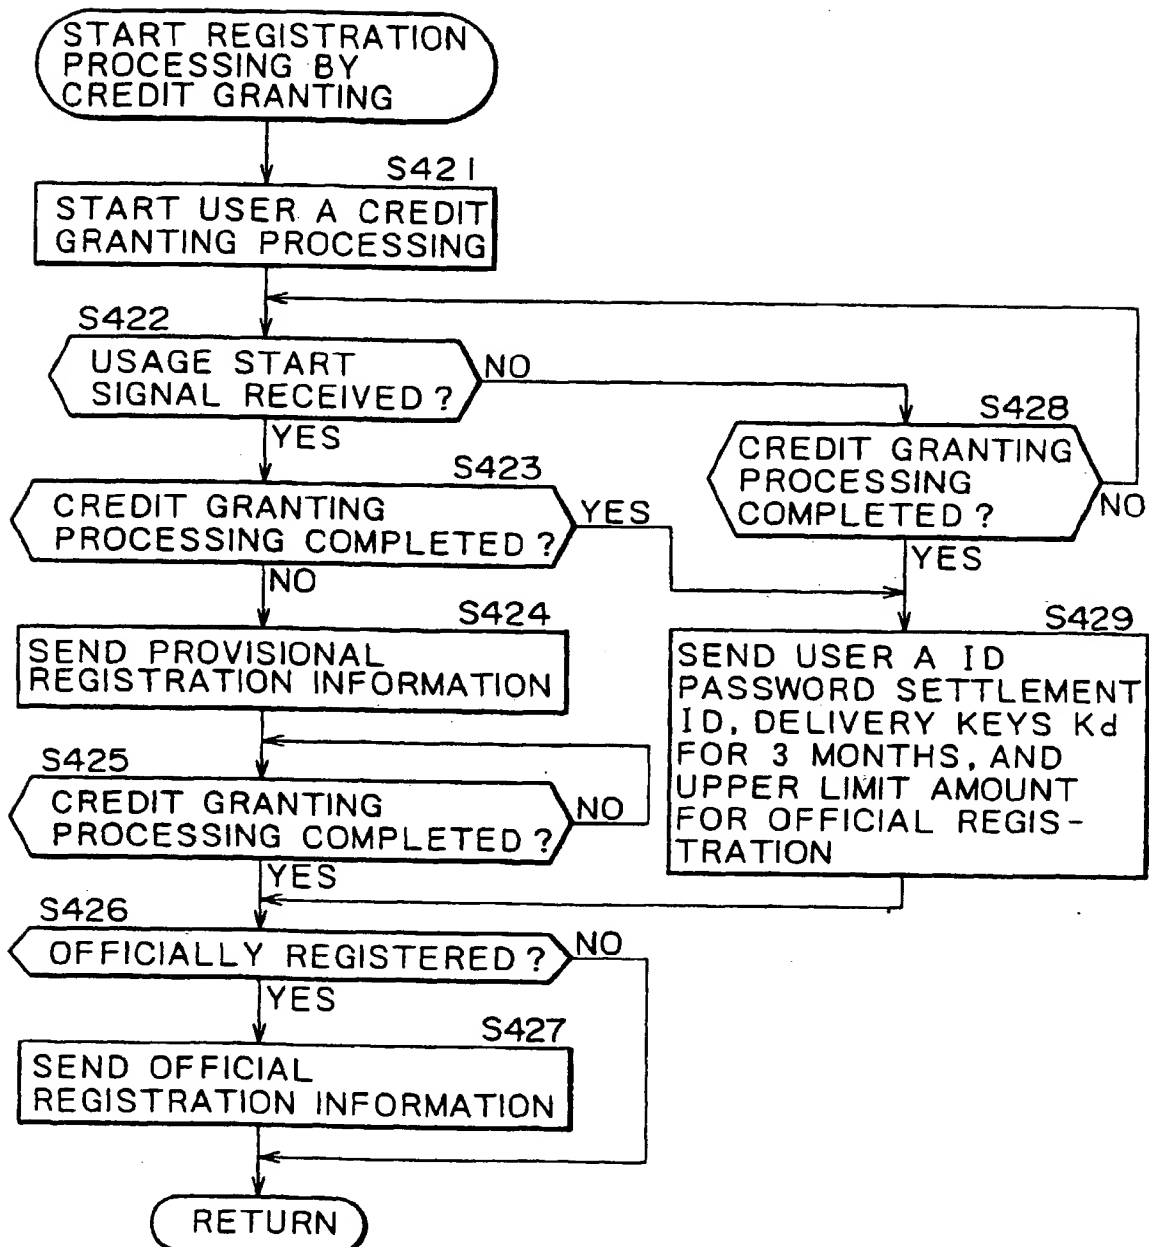 START REGISTRATION
PROCESSING BY
CREDIT GRANTING
S421
START USER A CREDIT
GRANTING PROCESSING
S422
USAGE START
SIGNAL RECEIVED?
NO
YES
S428
CREDIT GRANTING
PROCESSING
COMPLETED?
NO
YES
S423
CREDIT GRANTING
PROCESSING COMPLETED?
YES
NO
S424
SEND PROVISIONAL
REGISTRATION INFORMATION
S429
SEND USER A ID
PASSWORD SETTLEMENT
ID, DELIVERY KEYS Kd
FOR 3 MONTHS, AND
UPPER LIMIT AMOUNT
FOR OFFICIAL REGIS-
TRATION
S425
CREDIT GRANTING
PROCESSING COMPLETED?
NO
YES
S426
OFFICIALLY REGISTERED?
NO
YES
S427
SEND OFFICIAL
REGISTRATION INFORMATION
RETURN